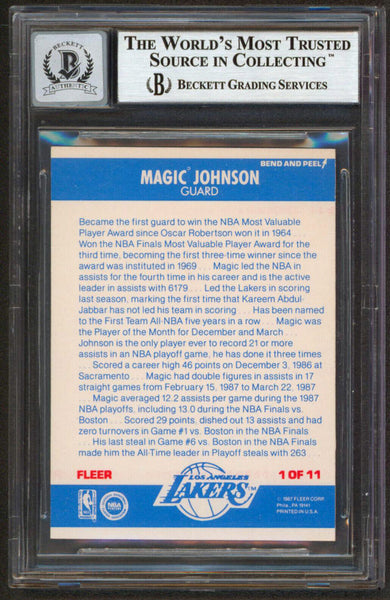 BECKETT
B
AUTHENTIC
THE WORLD'S MOST TRUSTED
SOURCE IN COLLECTING™
B BECKETT GRADING SERVICES
BEND AND PEEL
MAGIC JOHNSON
GUARD
Became the first guard to win the NBA Most Valuable
Player Award since Oscar Robertson won it in 1964 . . .
Won the NBA Finals Most Valuable Player Award for the
third time, becoming the first three-time winner since the
award was instituted in 1969 . . . Magic led the NBA in
assists for the fourth time in his career and is the active
leader in assists with 6179 . . . Led the Lakers in scoring
last season, marking the first time that Kareem Abdul-
Jabbar has not led his team in scoring . . . Has been named
to the First Team All-NBA five years in a row . . . Magic was
the Player of the Month for December and March . . .
Johnson is the only player ever to record 21 or more
assists in an NBA playoff game, he has done it three times
. . . Scored a career high 46 points on December 3, 1986 at
Sacramento . . . Magic had double figures in assists in 17
straight games from February 15, 1987 to March 22, 1987
. . . Magic averaged 12.2 assists per game during the 1987
NBA playoffs, including 13.0 during the NBA Finals vs.
Boston . . . Scored 29 points, dished out 13 assists and had
zero turnovers in Game #1 vs. Boston in the NBA Finals
. . . His last steal in Game #6 vs. Boston in the NBA Finals
made him the All-Time leader in Playoff steals with 263 . . .
FLEER
1 OF 11
LOS ANGELES
LAKERS™
© 1987 FLEER CORP.
Phila., PA 19141
PRINTED IN U.S.A.
NBA